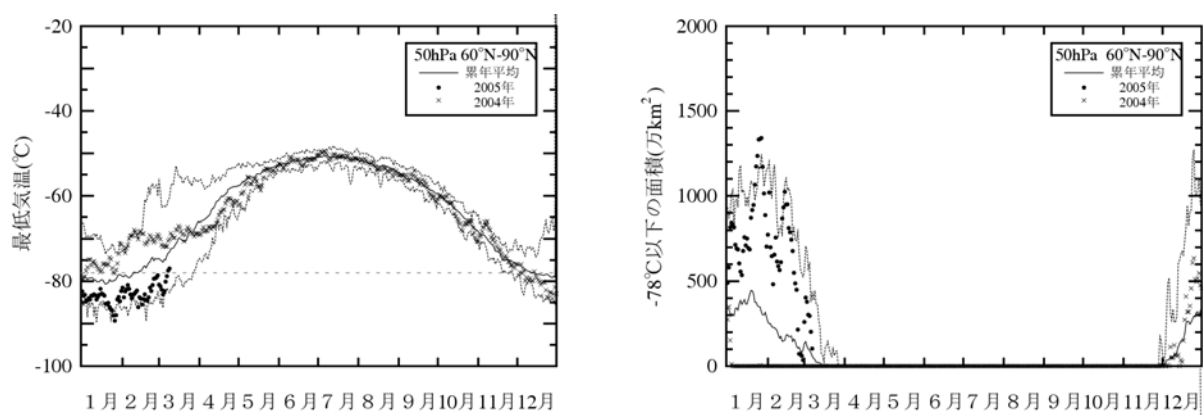 -20
-40
-60
-80
-100
最低気温(℃)
50hPa 60°N-90°N
累年平均
2005年
2004年
1月 2月 3月 4月 5月 6月 7月 8月 9月 10月 11月 12月
2000
1500
1000
500
0
-78℃以下の面積(万km²)
50hPa 60°N-90°N
累年平均
2005年
2004年
1月 2月 3月 4月 5月 6月 7月 8月 9月 10月 11月 12月